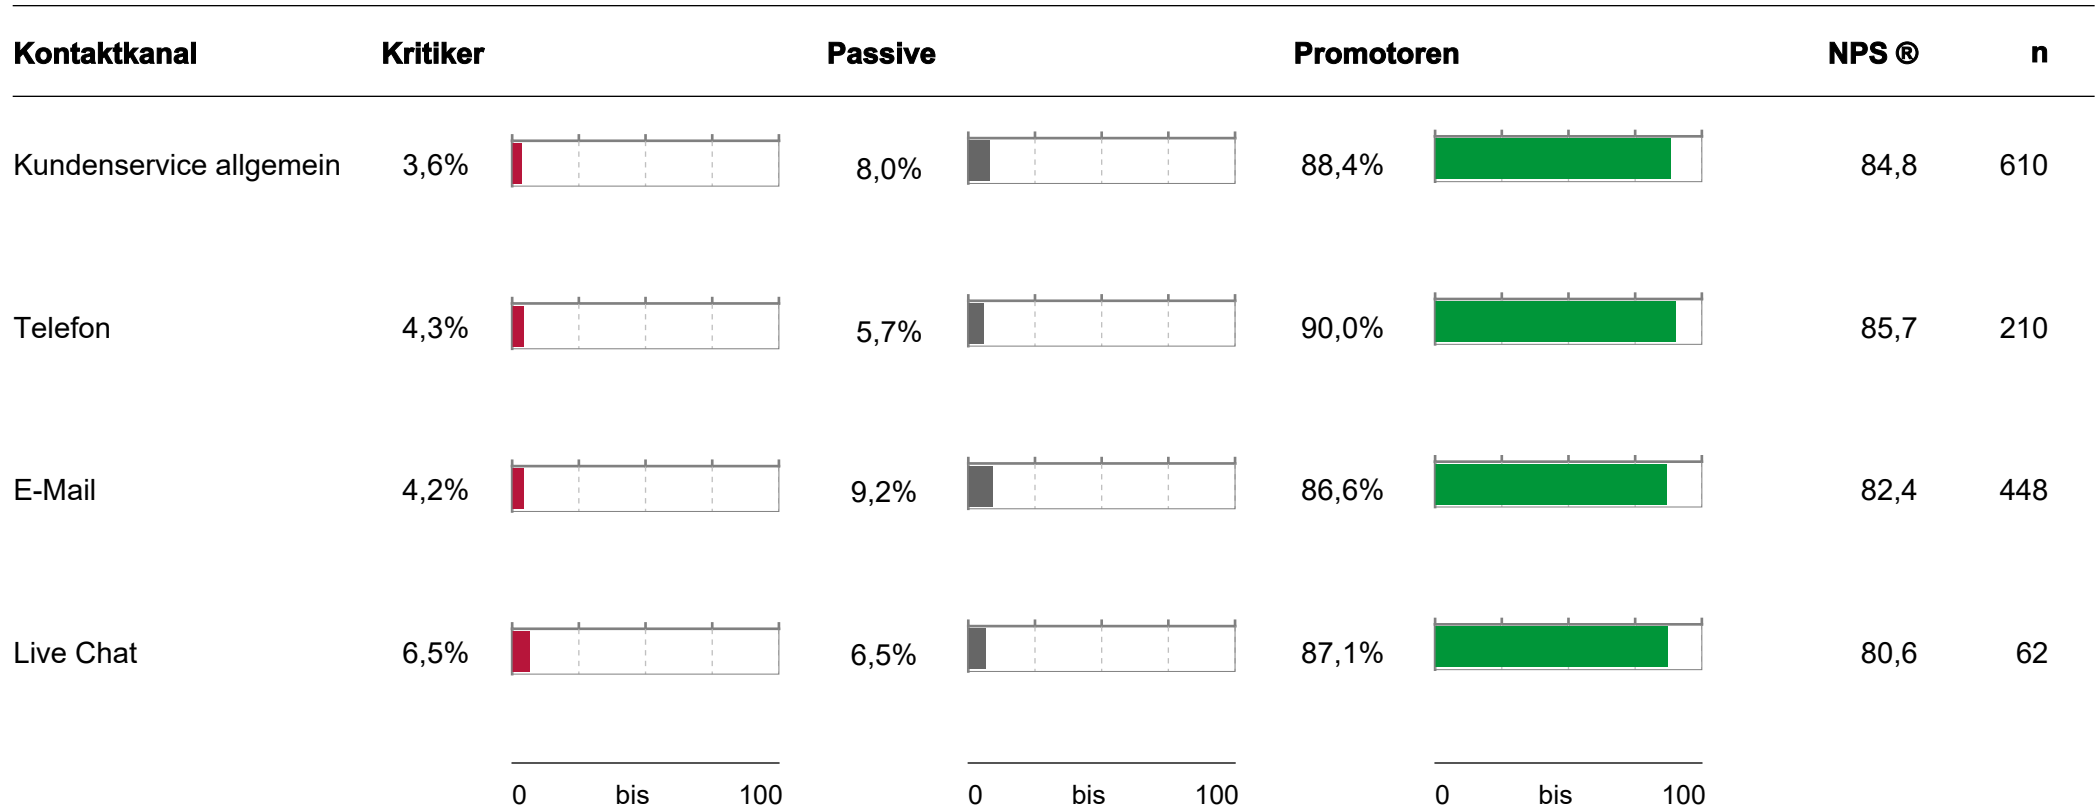 Kontaktkanal Kritiker Passive Promotoren NPS ® n
Kundenservice allgemein 3,6% 8,0% 88,4% 84,8 610
Telefon 4,3% 5,7% 90,0% 85,7 210
E-Mail 4,2% 9,2% 86,6% 82,4 448
Live Chat 6,5% 6,5% 87,1% 80,6 62
0 bis 100 0 bis 100 0 bis 100